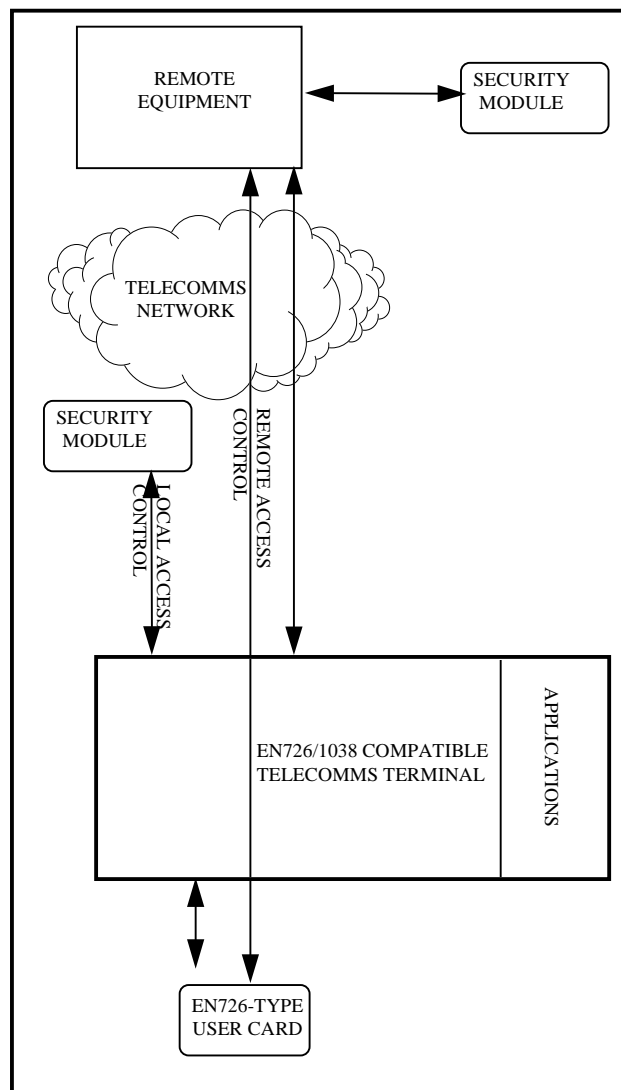 REMOTE
EQUIPMENT
SECURITY
MODULE
TELECOMMS
NETWORK
SECURITY
MODULE
LOCAL ACCESS
CONTROL
REMOTE ACCESS
CONTROL
EN726/1038 COMPATIBLE
TELECOMMS TERMINAL
APPLICATIONS
EN726-TYPE
USER CARD